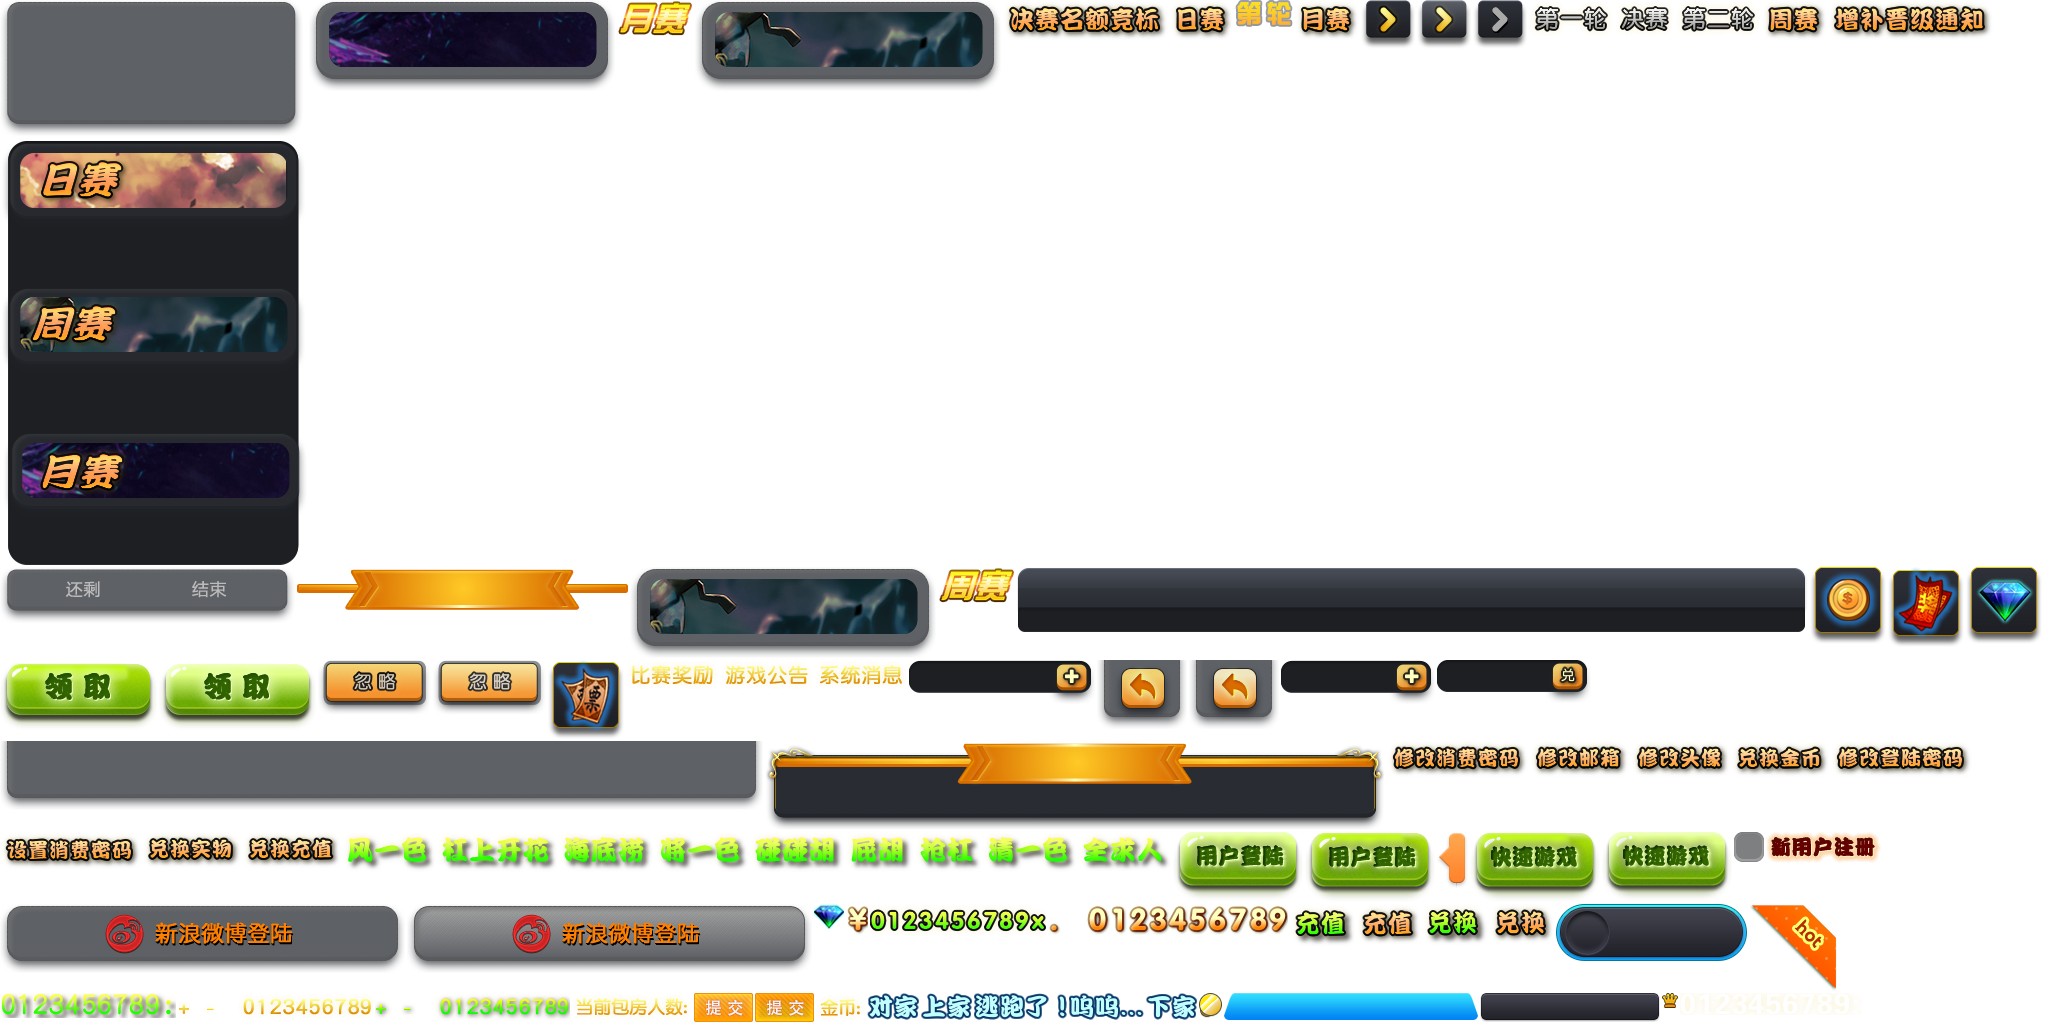 月赛
决赛名额竞标 日赛 第轮 月赛 第一轮 决赛 第二轮 周赛 增补晋级通知
日赛
周赛
月赛
还剩 结束
周赛
领取 领取 忽略 忽略 票 比赛奖励 游戏公告 系统消息 兑
修改消费密码 修改邮箱 修改头像 兑换金币 修改登陆密码
设置消费密码 兑换实物 兑换充值 风一色 杠上开花 海底捞 将一色 碰碰胡 屁胡 抢杠 清一色 全求人 用户登陆 用户登陆 快速游戏 快速游戏 新用户注册
新浪微博登陆 新浪微博登陆 ¥0123456789x. 0123456789 充值 充值 兑换 兑换 hot
0123456789:+ - 0123456789+ - 0123456789 当前包房人数: 提交 提交 金币: 对家上家逃跑了!呜呜...下家 0123456789